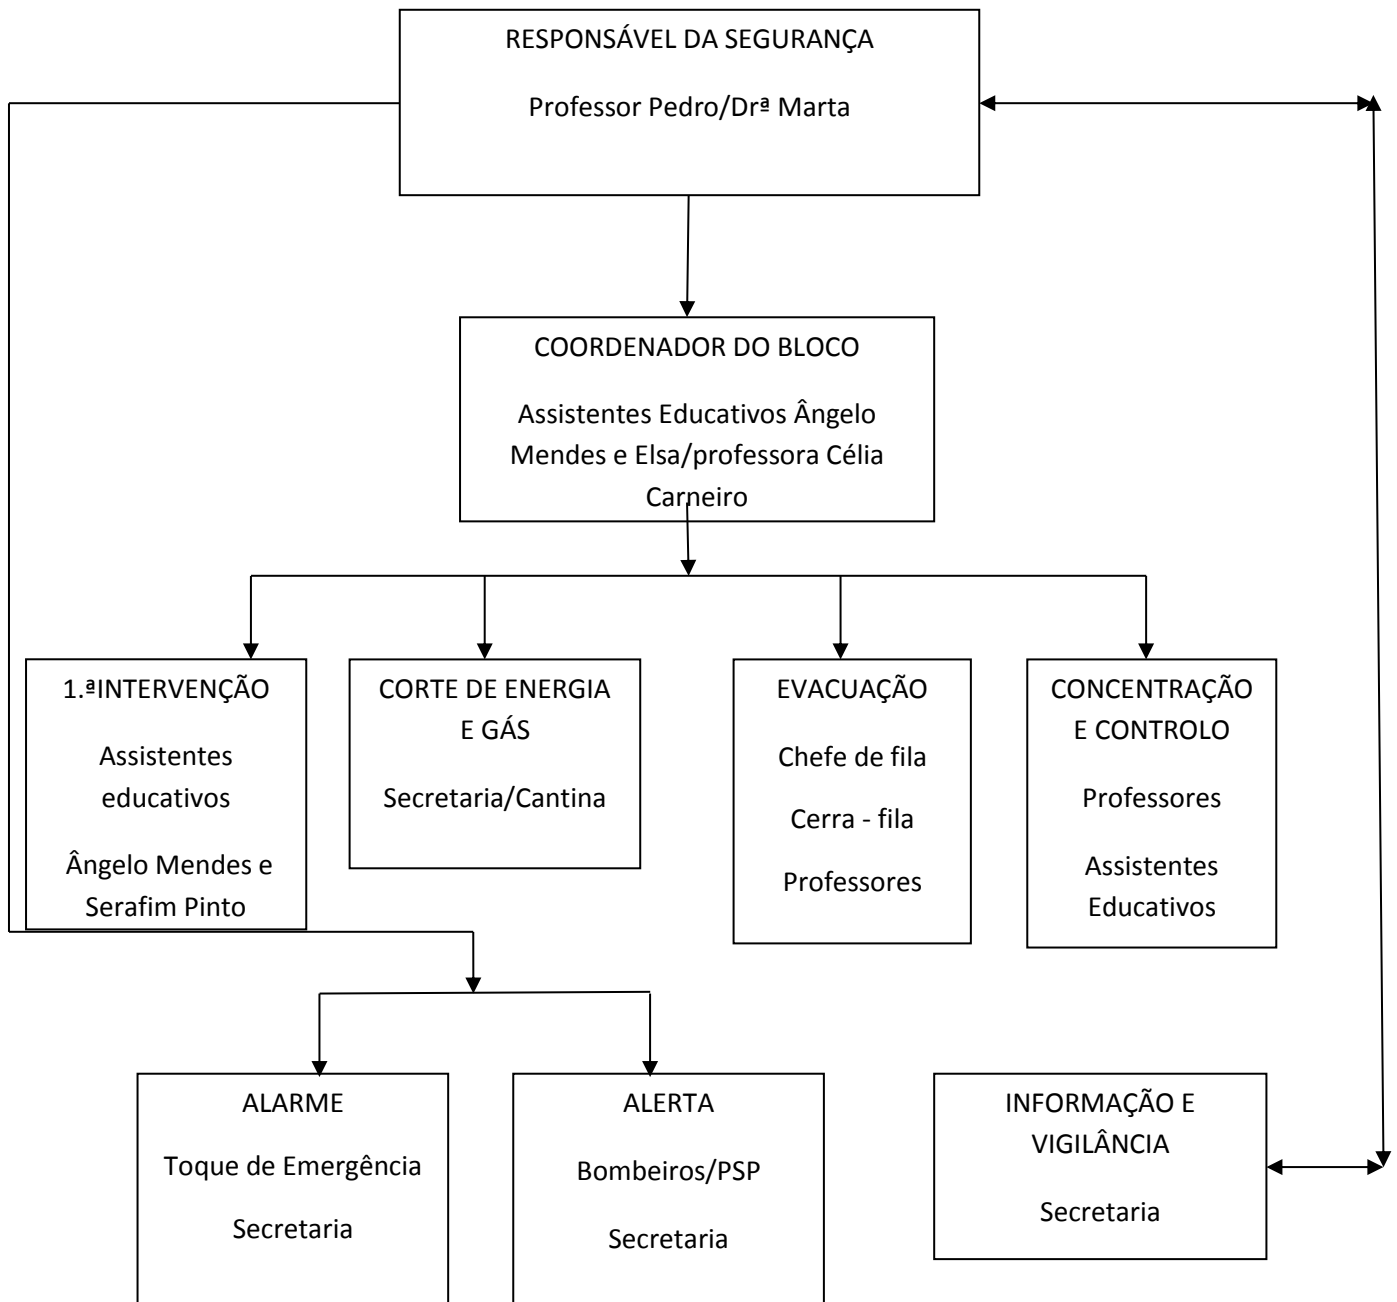 RESPONSÁVEL DA SEGURANÇA
Professor Pedro/Drª Marta
COORDENADOR DO BLOCO
Assistentes Educativos Ângelo
Mendes e Elsa/professora Célia
Carneiro
1.ªINTERVENÇÃO
Assistentes
educativos
Ângelo Mendes e
Serafim Pinto
CORTE DE ENERGIA
E GÁS
Secretaria/Cantina
EVACUAÇÃO
Chefe de fila
Cerra - fila
Professores
CONCENTRAÇÃO
E CONTROLO
Professores
Assistentes
Educativos
ALARME
Toque de Emergência
Secretaria
ALERTA
Bombeiros/PSP
Secretaria
INFORMAÇÃO E
VIGILÂNCIA
Secretaria